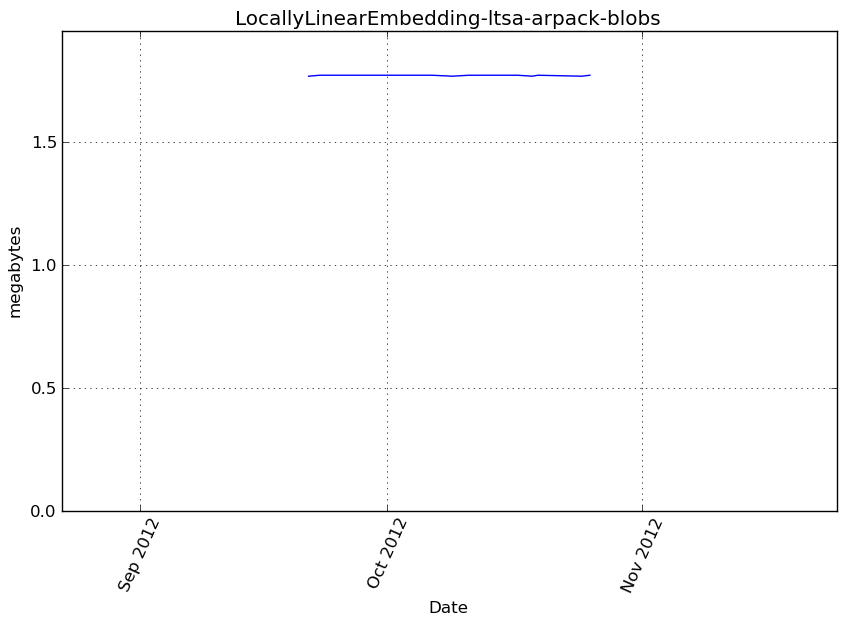 LocallyLinearEmbedding-ltsa-arpack-blobs
megabytes
1.5
1.0
0.5
0.0
Sep 2012
Oct 2012
Nov 2012
Date